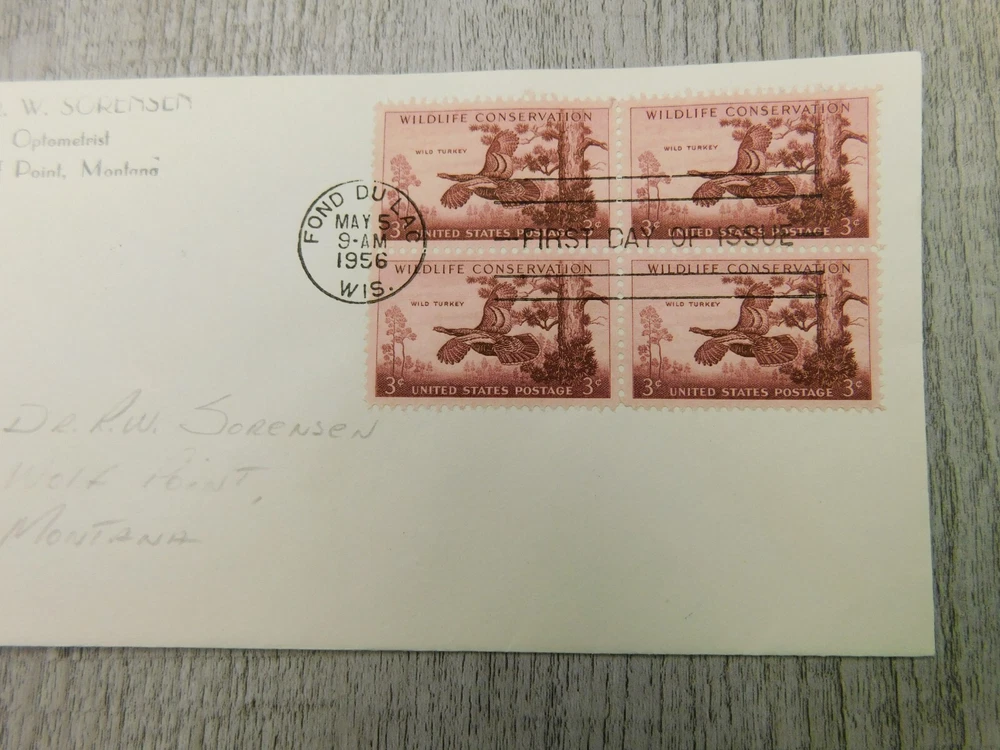 W. SORENSEN
Optometrist
Point, Montana
WILDLIFE CONSERVATION
WILD TURKEY
3¢ UNITED STATES POSTAGE 3¢
WILDLIFE CONSERVATION
WILD TURKEY
3¢ UNITED STATES POSTAGE 3¢
FOND DU LAC
MAY 5
9-AM
1956
WIS.
FIRST DAY OF ISSUE
WILDLIFE CONSERVATION
WILD TURKEY
3¢ UNITED STATES POSTAGE 3¢
WILDLIFE CONSERVATION
WILD TURKEY
3¢ UNITED STATES POSTAGE 3¢
DR. R.W. SORENSEN
Wolf Point,
MONTANA